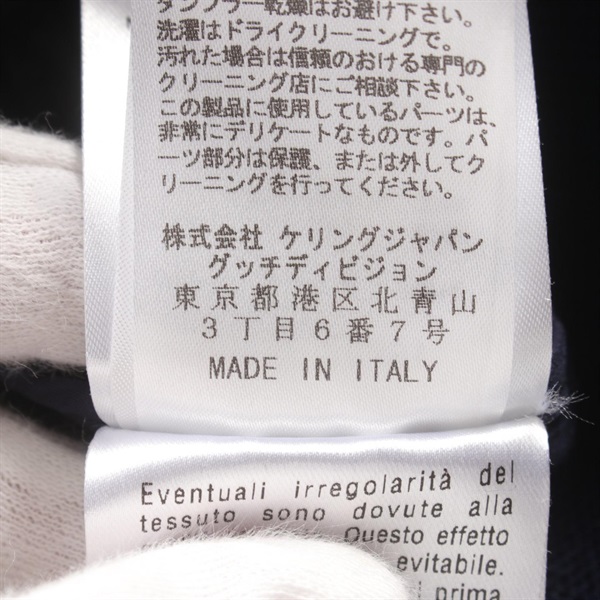 タンブラー乾燥はお避け下さい。
洗濯はドライクリーニングで。
汚れた場合は信頼のおける専門の
クリーニング店にご相談下さい。
この製品に使用しているパーツは、
非常にデリケートなものです。パ
ーツ部分は保護、または外してク
リーニングを行ってください。
株式会社 ケリングジャパン
グッチディビジョン
東京都港区北青山
3丁目6番7号
MADE IN ITALY
Eventuali irregolarità del
tessuto sono dovute alla
Questo effetto
evitabile.
prima